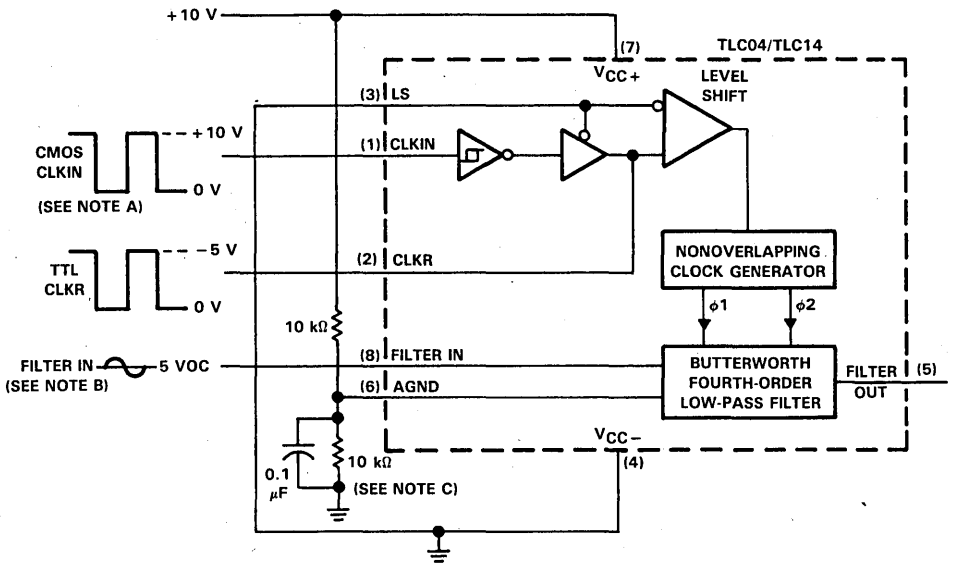 +10 V
(7)
TLC04/TLC14
VCC+
LEVEL
SHIFT
(3) LS
CMOS
CLKIN
+10 V
0 V
(SEE NOTE A)
(1) CLKIN
TTL
CLKR
−5 V
0 V
(2) CLKR
NONOVERLAPPING
CLOCK GENERATOR
ϕ1
ϕ2
10 kΩ
FILTER IN
5 VOC
(SEE NOTE B)
(8) FILTER IN
(6) AGND
BUTTERWORTH
FOURTH-ORDER
LOW-PASS FILTER
FILTER
OUT
(5)
VCC−
(4)
0.1
μF
10 kΩ
(SEE NOTE C)